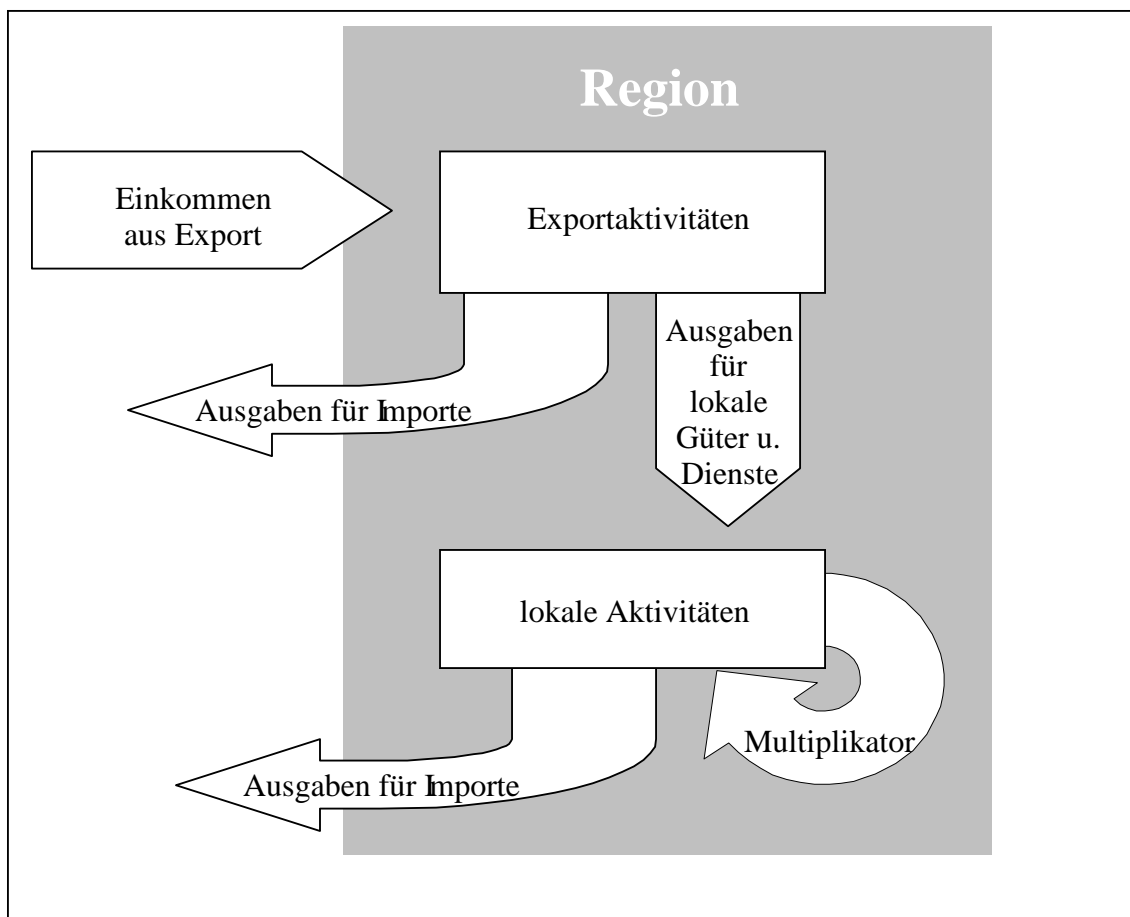 Region
Einkommen
aus Export
Exportaktivitäten
Ausgaben
für
lokale
Güter u.
Dienste
Ausgaben für Importe
lokale Aktivitäten
Multiplikator
Ausgaben für Importe